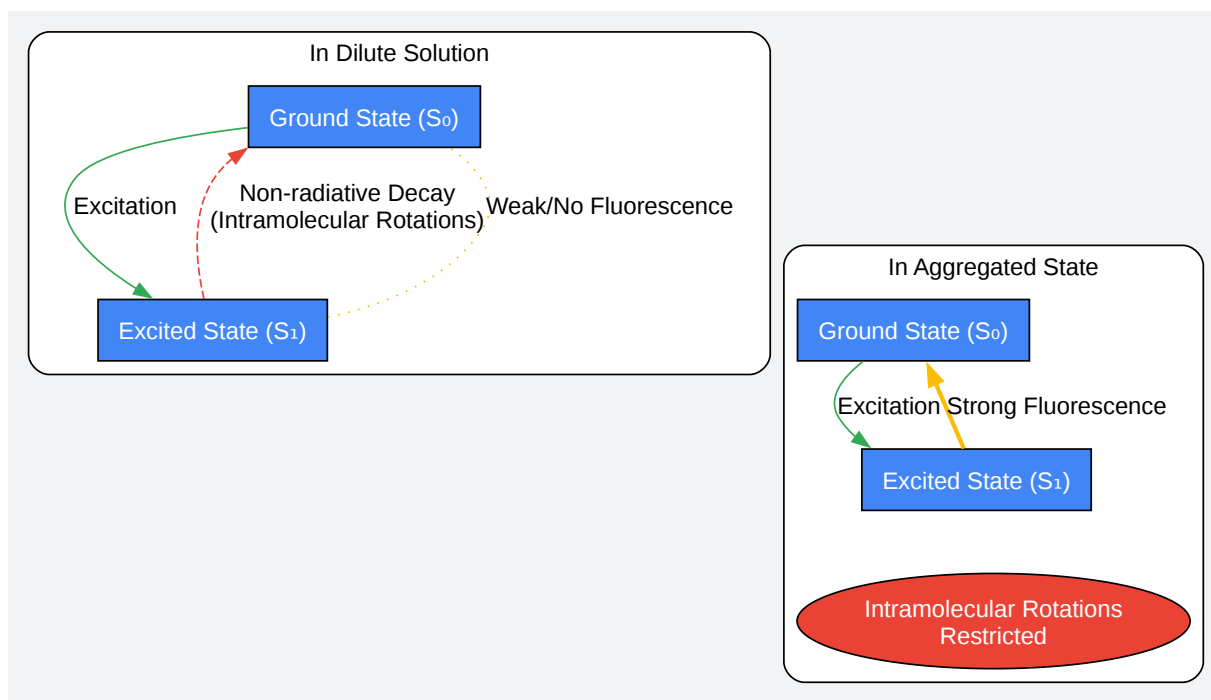 In Dilute Solution
Ground State (S₀)
Excitation
Non-radiative Decay
(Intramolecular Rotations)
Weak/No Fluorescence
Excited State (S₁)
In Aggregated State
Ground State (S₀)
Excitation
Strong Fluorescence
Excited State (S₁)
Intramolecular Rotations
Restricted